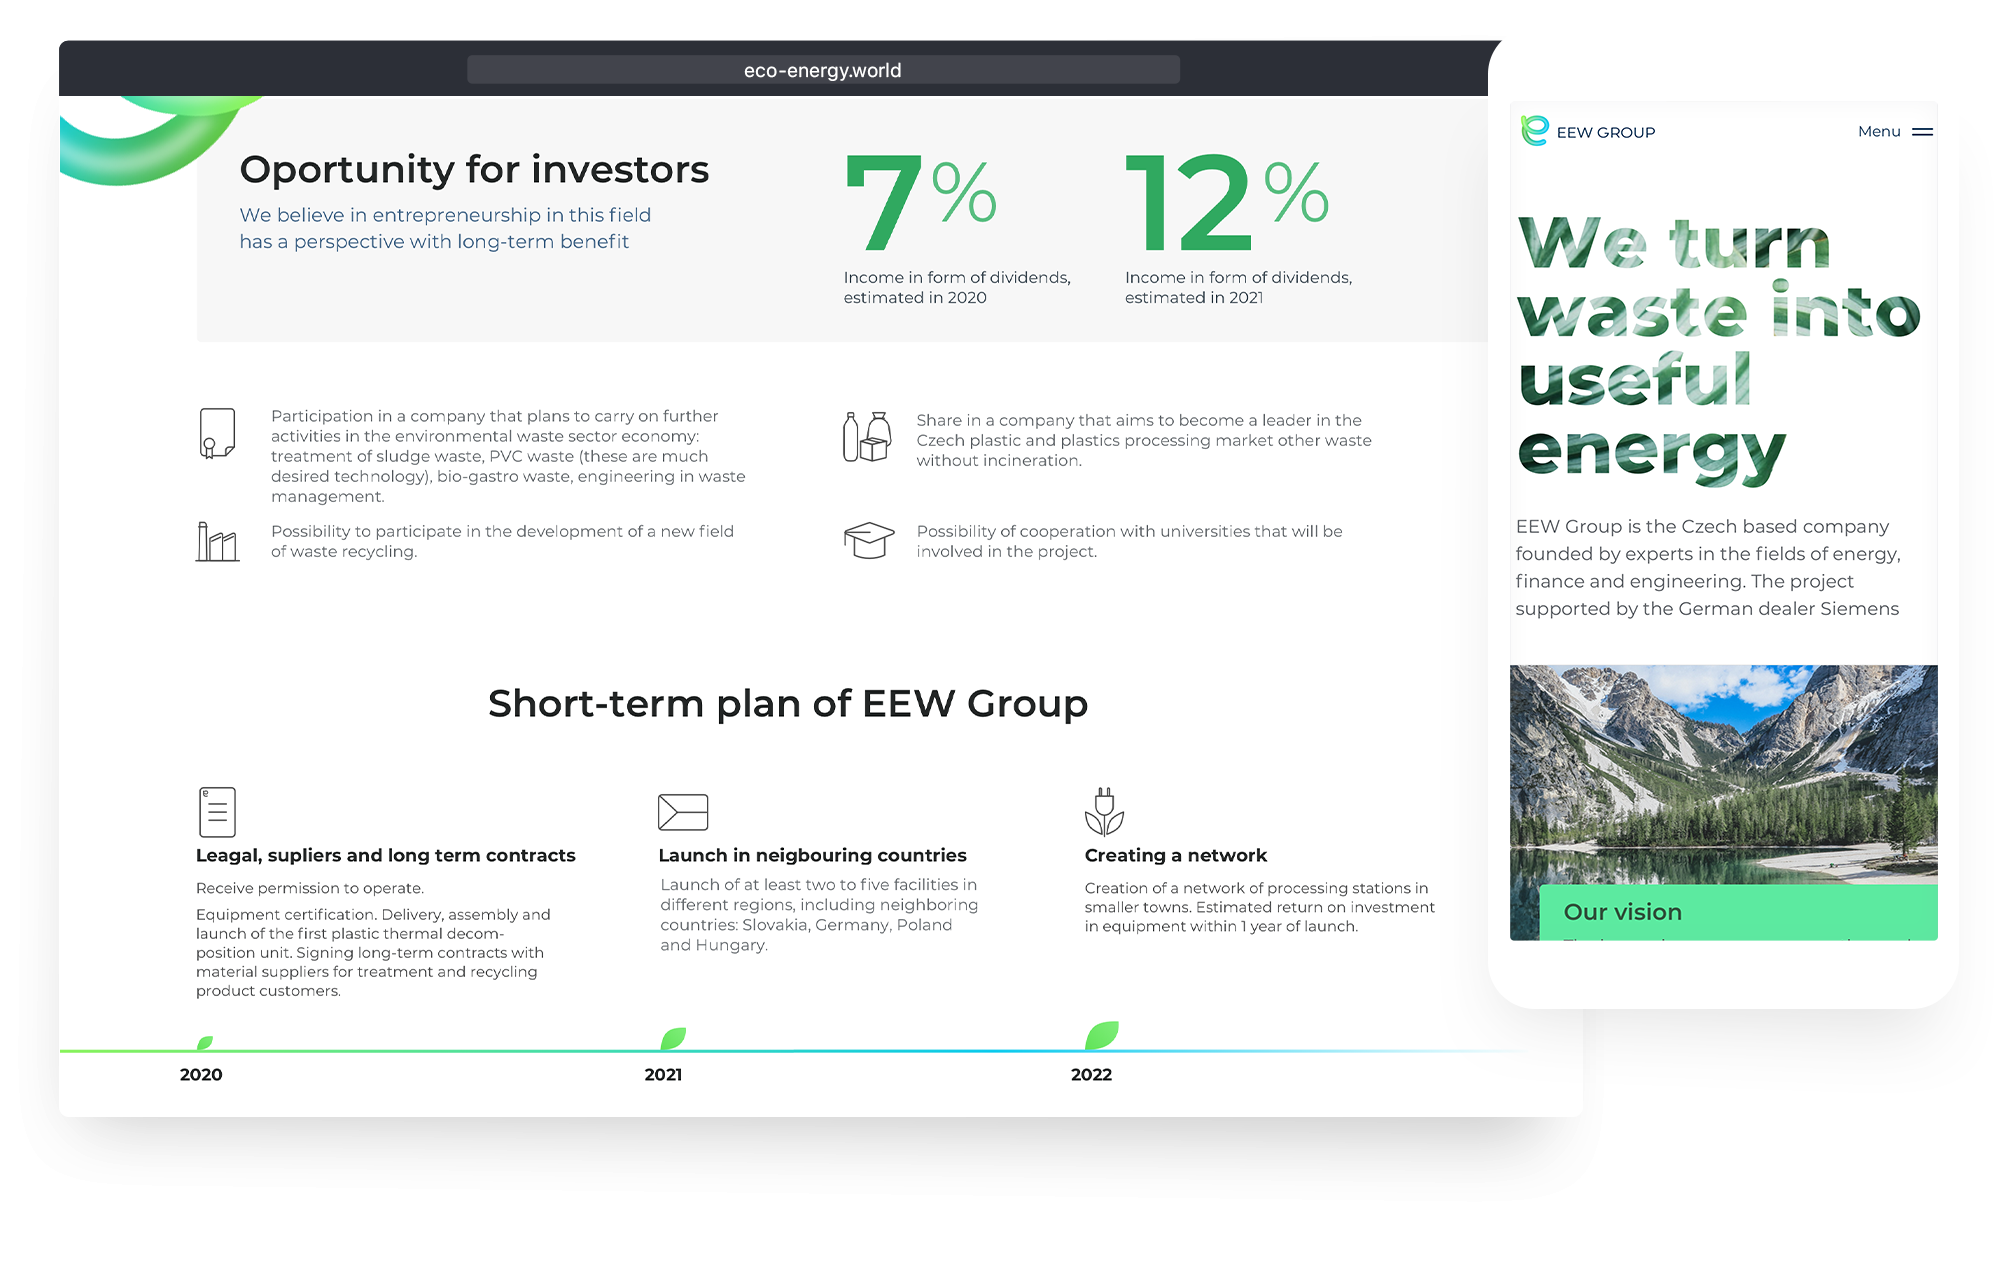 eco-energy.world
Oportunity for investors
We believe in entrepreneurship in this field
has a perspective with long-term benefit
7%
Income in form of dividends,
estimated in 2020
12%
Income in form of dividends,
estimated in 2021
Participation in a company that plans to carry on further
activities in the environmental waste sector economy:
treatment of sludge waste, PVC waste (these are much
desired technology), bio-gastro waste, engineering in waste
management.
Share in a company that aims to become a leader in the
Czech plastic and plastics processing market other waste
without incineration.
Possibility to participate in the development of a new field
of waste recycling.
Possibility of cooperation with universities that will be
involved in the project.
Short-term plan of EEW Group
Leagal, supliers and long term contracts
Receive permission to operate.
Equipment certification. Delivery, assembly and
launch of the first plastic thermal decom-
position unit. Signing long-term contracts with
material suppliers for treatment and recycling
product customers.
Launch in neigbouring countries
Launch of at least two to five facilities in
different regions, including neighboring
countries: Slovakia, Germany, Poland
and Hungary.
Creating a network
Creation of a network of processing stations in
smaller towns. Estimated return on investment
in equipment within 1 year of launch.
2020
2021
2022
EEW GROUP
Menu
We turn
waste into
useful
energy
EEW Group is the Czech based company
founded by experts in the fields of energy,
finance and engineering. The project
supported by the German dealer Siemens
Our vision